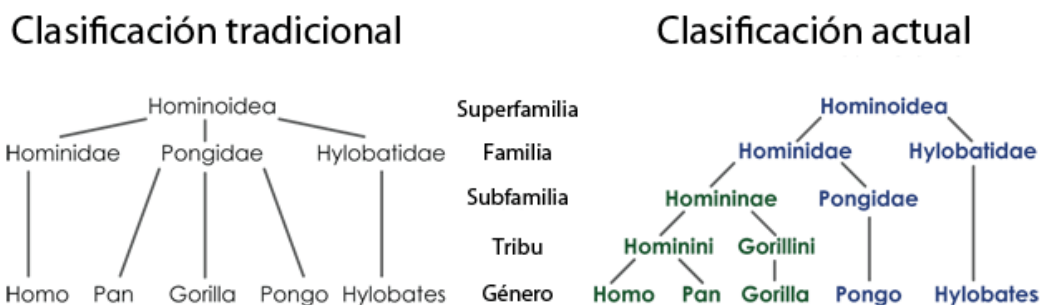 Clasificación tradicional
Clasificación actual
Hominoidea
Superfamilia
Hominoidea
Hominidae Pongidae Hylobatidae
Familia
Hominidae Hylobatidae
Subfamilia
Homininae Pongidae
Tribu
Hominini Gorillini
Homo Pan Gorilla Pongo Hylobates
Género
Homo Pan Gorilla Pongo Hylobates